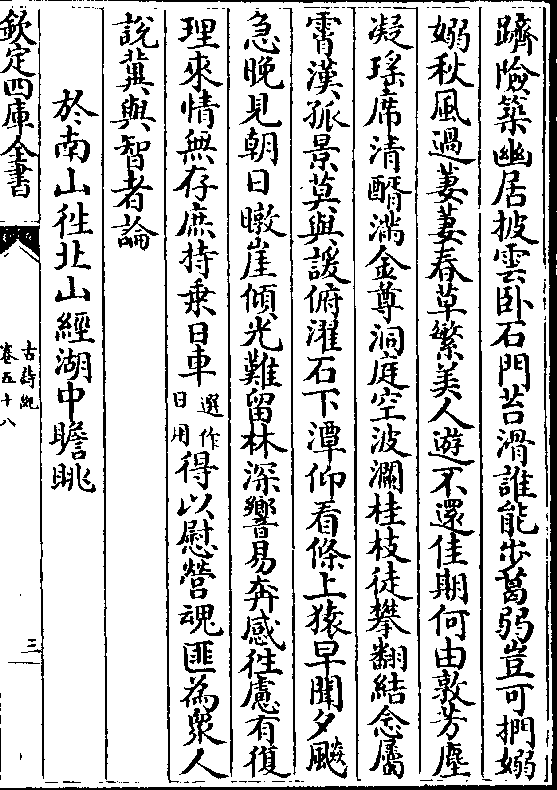 躋險築幽居披雲卧石門苔滑誰能步葛弱豈可捫嫋
嫋秋風過萋萋春草繁美人遊不還佳期何由敦芳塵
凝瑤席清醑滿金尊洞庭空波瀾桂枝徒攀翻結念屬
霄漢孤景莫與諼俯濯石下潭仰看條上猿早聞夕飈
急晚見朝日暾崖傾光難留林深響易奔感徃慮有復
理來情無存庶持乗日車選作日用得以慰營魂匪為衆人
說冀與智者論
於南山徃北山經湖中瞻眺
欽定四庫全書
古詩紀
卷五十八
三